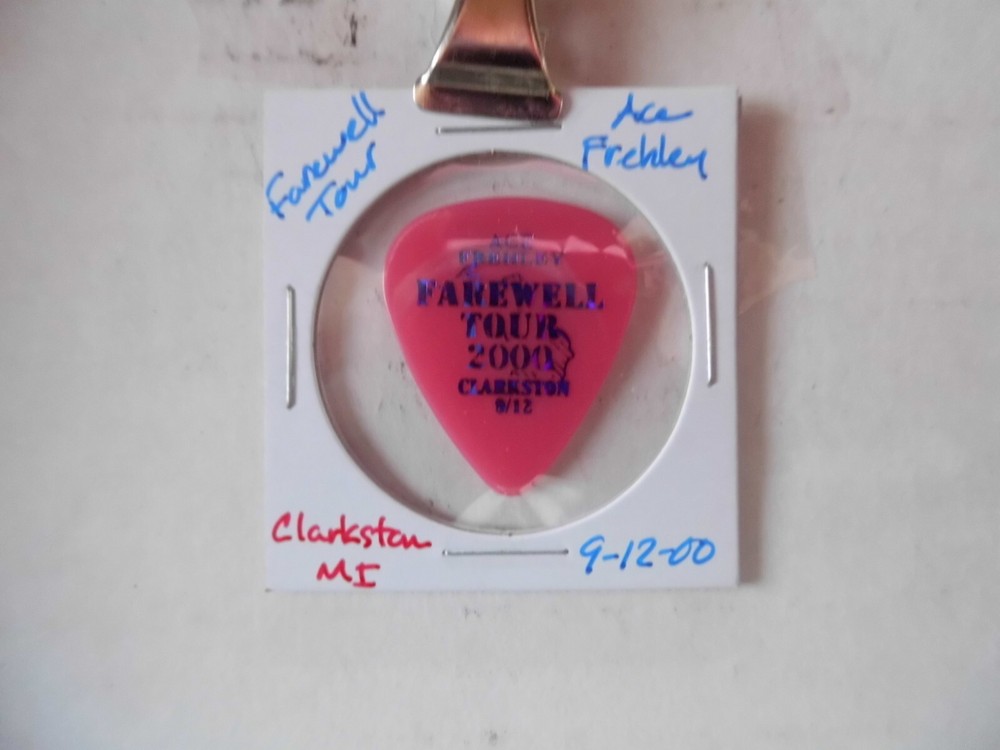 Farewell
Tour
Ace
Frehley
ACE
FREHLEY
FAREWELL
TOUR
2000
CLARKSTON
9/12
Clarkston
MI
9-12-00